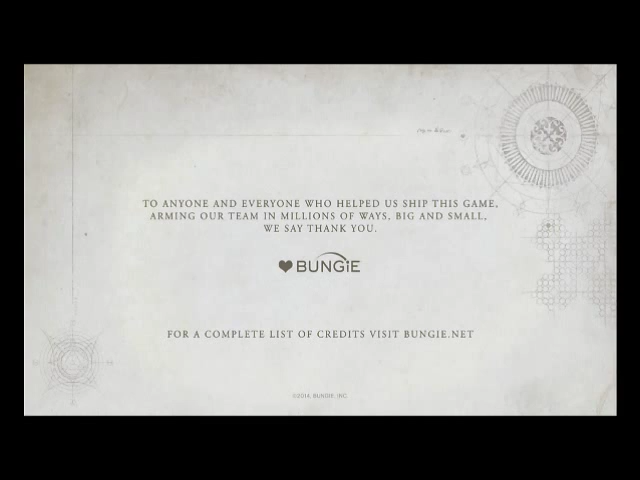 TO ANYONE AND EVERYONE WHO HELPED US SHIP THIS GAME,
ARMING OUR TEAM IN MILLIONS OF WAYS, BIG AND SMALL,
WE SAY THANK YOU.
BUNGiE
FOR A COMPLETE LIST OF CREDITS VISIT BUNGIE.NET
©2014, BUNGIE, INC